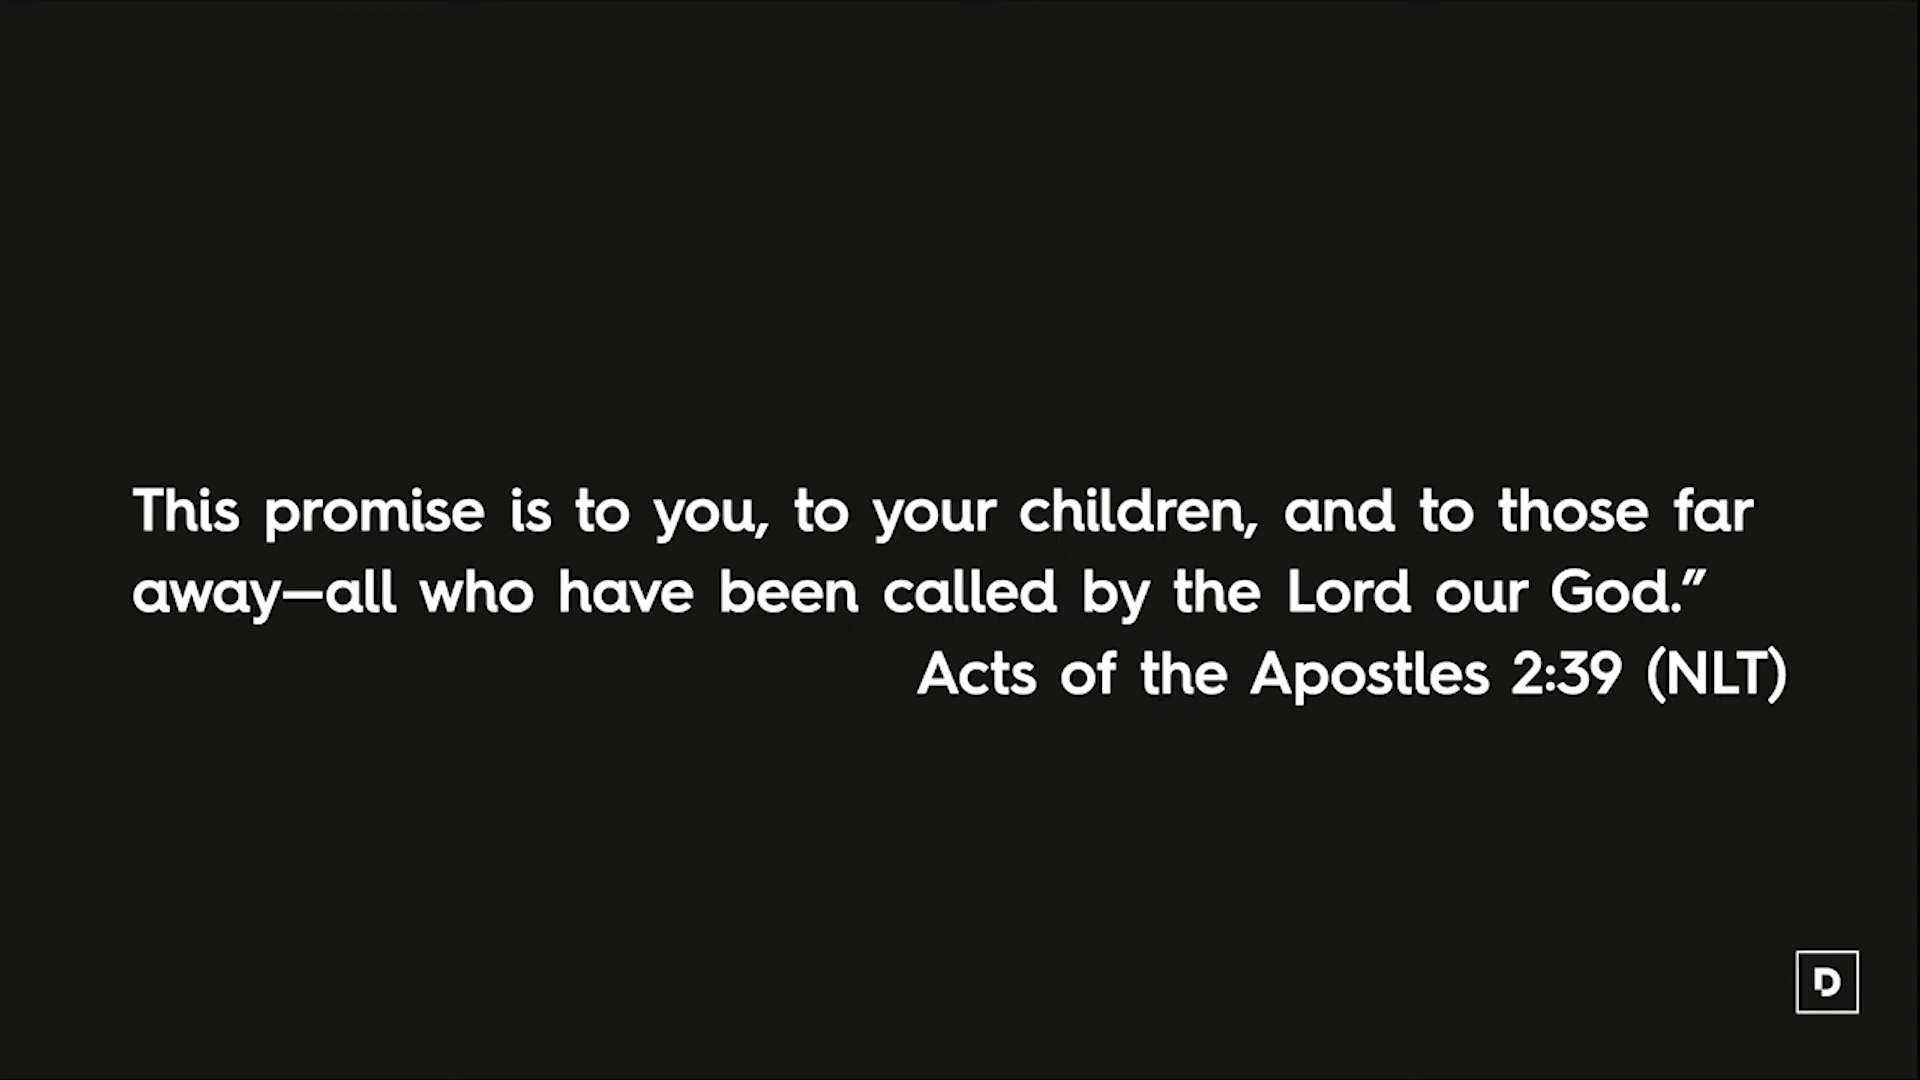 This promise is to you, to your children, and to those far
away—all who have been called by the Lord our God.”
Acts of the Apostles 2:39 (NLT)
D